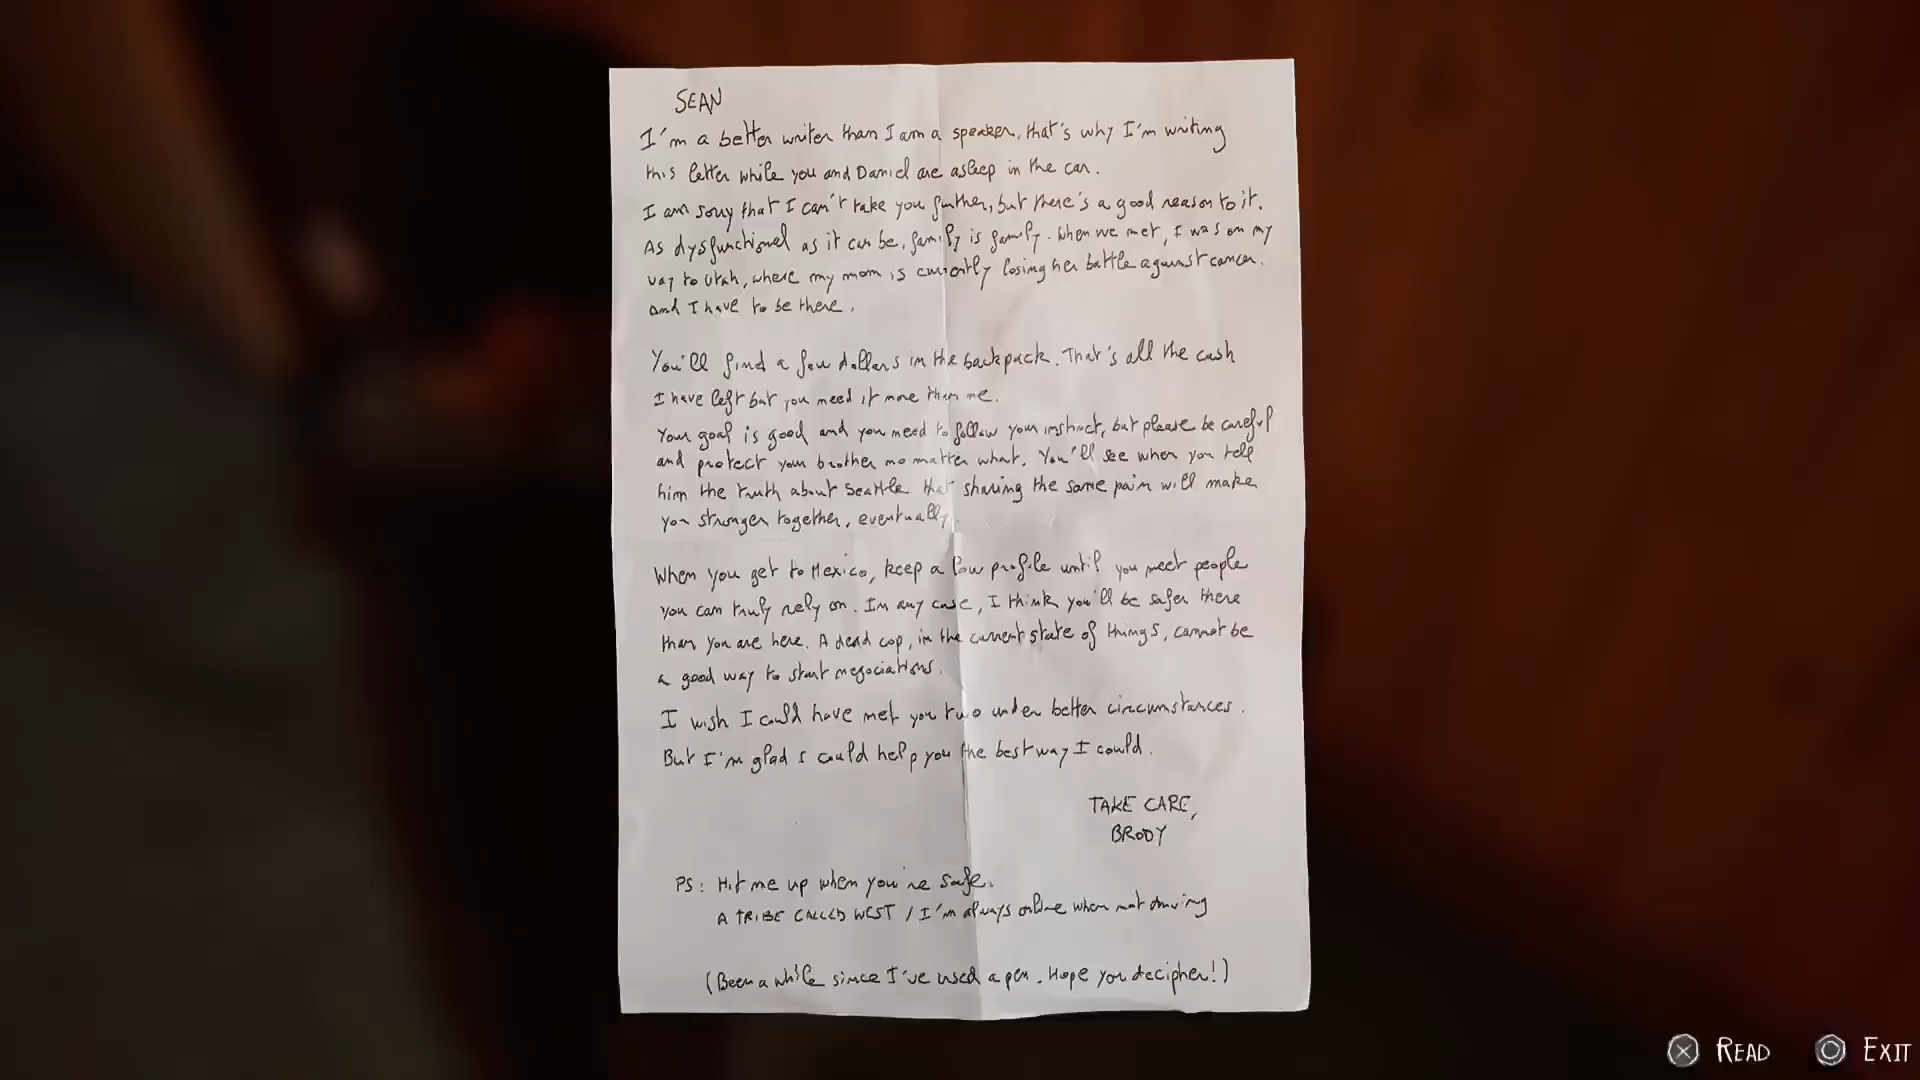 SEAN
I'm a better writer than I am a speaker, that's why I'm writing
this letter while you and Daniel are asleep in the car.
I am sorry that I can't take you further, but there's a good reason to it.
As dysfunctional as it can be, family is family. When we met, I was on my
way to Utah, where my mom is currently losing her battle against cancer.
and I have to be there.
You'll find a few dollars in the backpack. That's all the cash
I have left but you need it more than me.
Your goal is good and you need to follow your instinct, but please be careful
and protect your brother no matter what. You'll see when you tell
him the truth about Seattle that sharing the same pain will make
you stronger together, eventually.
When you get to Mexico, keep a low profile until you meet people
you can truly rely on. In any case, I think you'll be safer there
than you are here. A dead cop, in the current state of things, cannot be
a good way to start negociations.
I wish I could have met you two under better circumstances.
But I'm glad I could help you the best way I could.
TAKE CARE,
BRODY
PS: Hit me up when you're safe.
A TRIBE CALLED WEST / I'm always online when not driving
(Been a while since I've used a pen. Hope you decipher!)
READ EXIT